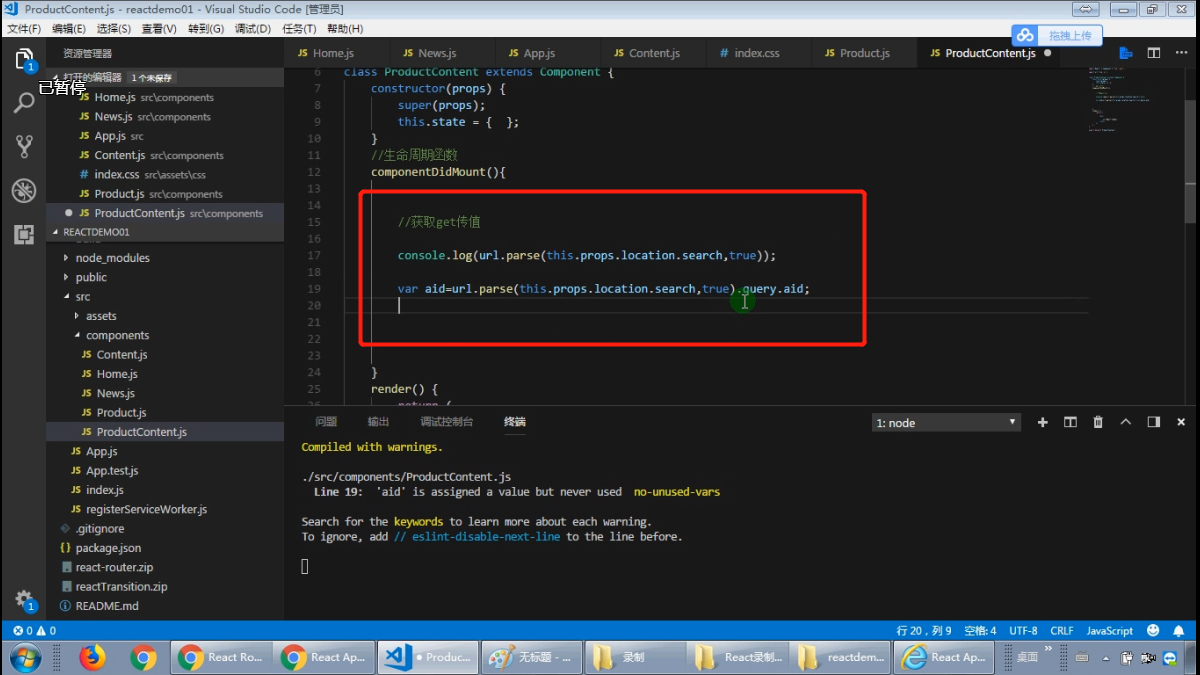 ProductContent.js - reactdemo01 - Visual Studio Code [管理员]
文件(F) 编辑(E) 选择(S) 查看(V) 转到(G) 调试(D) 任务(T) 帮助(H)
拖拽上传
资源管理器
JS Home.js JS News.js JS App.js JS Content.js # index.css JS Product.js JS ProductContent.js
打开的编辑器 1 个未保存
已暂停
JS Home.js src\components
JS News.js src\components
JS App.js src
JS Content.js src\components
# index.css src\assets\css
JS Product.js src\components
JS ProductContent.js src\components
REACTDEMO01
node_modules
public
src
assets
components
JS Content.js
JS Home.js
JS News.js
JS Product.js
JS ProductContent.js
JS App.js
JS App.test.js
JS index.js
JS registerServiceWorker.js
.gitignore
{} package.json
react-router.zip
reactTransition.zip
README.md
6 class ProductContent extends Component {
7 constructor(props) {
8 super(props);
9 this.state = { };
10 }
11 //生命周期函数
12 componentDidMount(){
13
14
15 //获取get传值
16
17 console.log(url.parse(this.props.location.search,true));
18
19 var aid=url.parse(this.props.location.search,true).query.aid;
20
21
22
23
24 }
25 render() {
26 return (
问题 输出 调试控制台 终端 1: node
Compiled with warnings.
./src/components/ProductContent.js
Line 19: 'aid' is assigned a value but never used no-unused-vars
Search for the keywords to learn more about each warning.
To ignore, add // eslint-disable-next-line to the line before.
1
1
0 0 行 20，列 9 空格: 4 UTF-8 CRLF JavaScript
React Ro... React Ap... ● Produc... 无标题 - ... 录制 React录制... reactdem... React Ap... 桌面 »